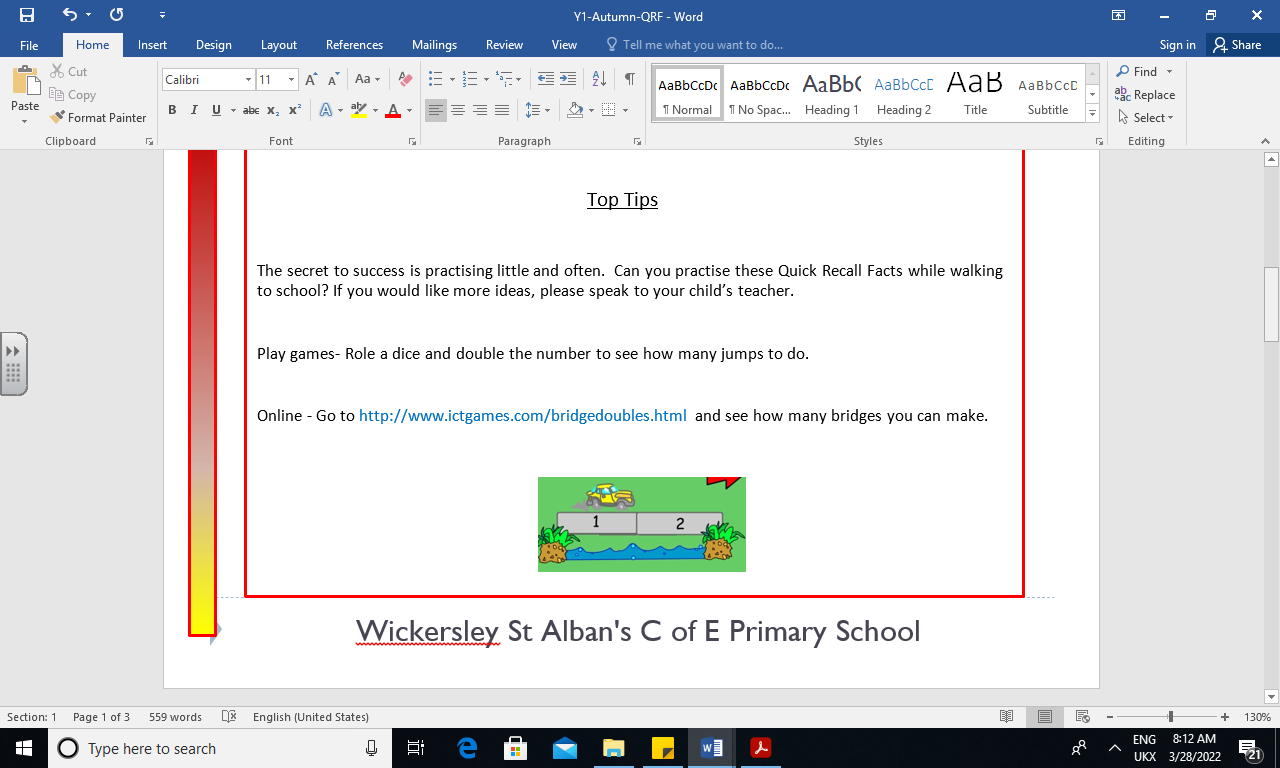 Y1-Autumn-QRF - Word
File Home Insert Design Layout References Mailings Review View Tell me what you want to do... Sign in Share
Paste
Cut
Copy
Format Painter
Clipboard
Calibri 11
Font
Paragraph
AaBbCcDc AaBbCcDc AaBbC AaBbCcD AaB AaBbCcD
¶ Normal ¶ No Spac... Heading 1 Heading 2 Title Subtitle
Styles
Find
Replace
Select
Editing
Top Tips
The secret to success is practising little and often. Can you practise these Quick Recall Facts while walking
to school? If you would like more ideas, please speak to your child’s teacher.
Play games- Role a dice and double the number to see how many jumps to do.
Online - Go to http://www.ictgames.com/bridgedoubles.html and see how many bridges you can make.
1 2
Wickersley St Alban's C of E Primary School
Section: 1 Page 1 of 3 559 words English (United States) 130%
Type here to search
ENG 8:12 AM
UKX 3/28/2022 21